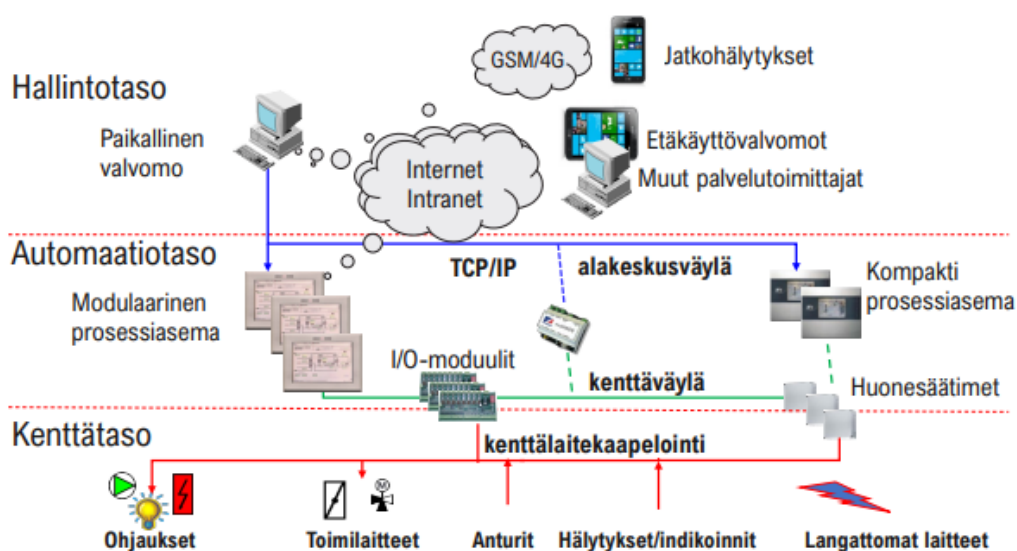 GSM/4G
Jatkohälytykset
Hallintotaso
Paikallinen
valvomo
Internet
Intranet
Etäkäyttövalvomot
Muut palvelutoimittajat
Automaatiotaso
TCP/IP
alakeskusväylä
Kompakti
prosessiasema
Modulaarinen
prosessiasema
I/O-moduulit
kenttäväylä
Huonesäätimet
Kenttätaso
kenttälaitekaapelointi
M
Ohjaukset
Toimilaitteet
Anturit
Hälytykset/indikoinnit
Langattomat laitteet